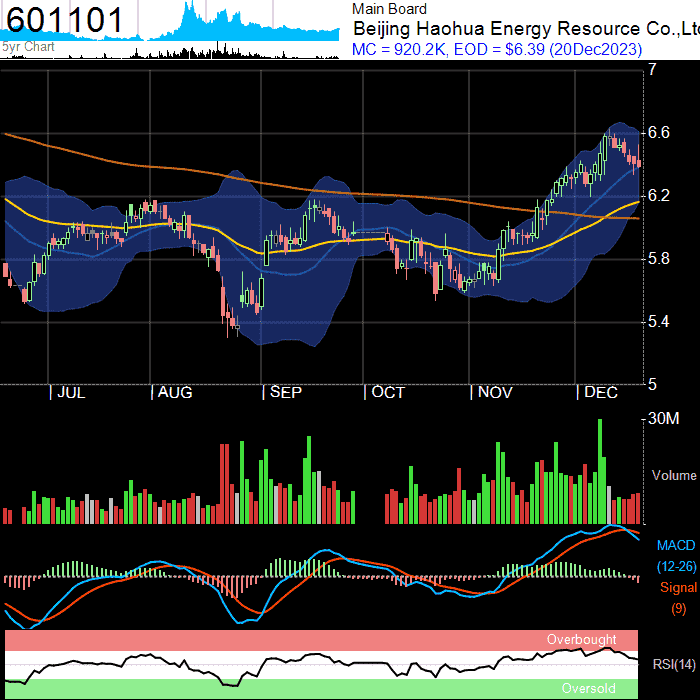 601101
5yr Chart
Main Board
Beijing Haohua Energy Resource Co.,Ltd
MC = 920.2K, EOD = $6.39 (20Dec2023)
7
6.6
6.2
5.8
5.4
5
JUL
AUG
SEP
OCT
NOV
DEC
30M
Volume
MACD
(12-26)
Signal
(9)
Overbought
RSI(14)
Oversold